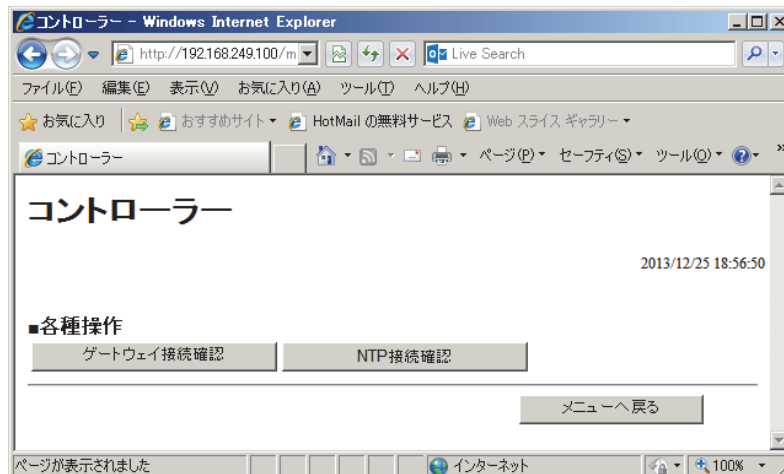 コントローラー - Windows Internet Explorer
http://192.168.249.100/m
Live Search
ファイル(F) 編集(E) 表示(V) お気に入り(A) ツール(T) ヘルプ(H)
お気に入り おすすめサイト HotMail の無料サービス Web スライス ギャラリー
コントローラー ページ(P) セーフティ(S) ツール(O) »
コントローラー
2013/12/25 18:56:50
■各種操作
ゲートウェイ接続確認 NTP接続確認
メニューへ戻る
ページが表示されました インターネット 100%